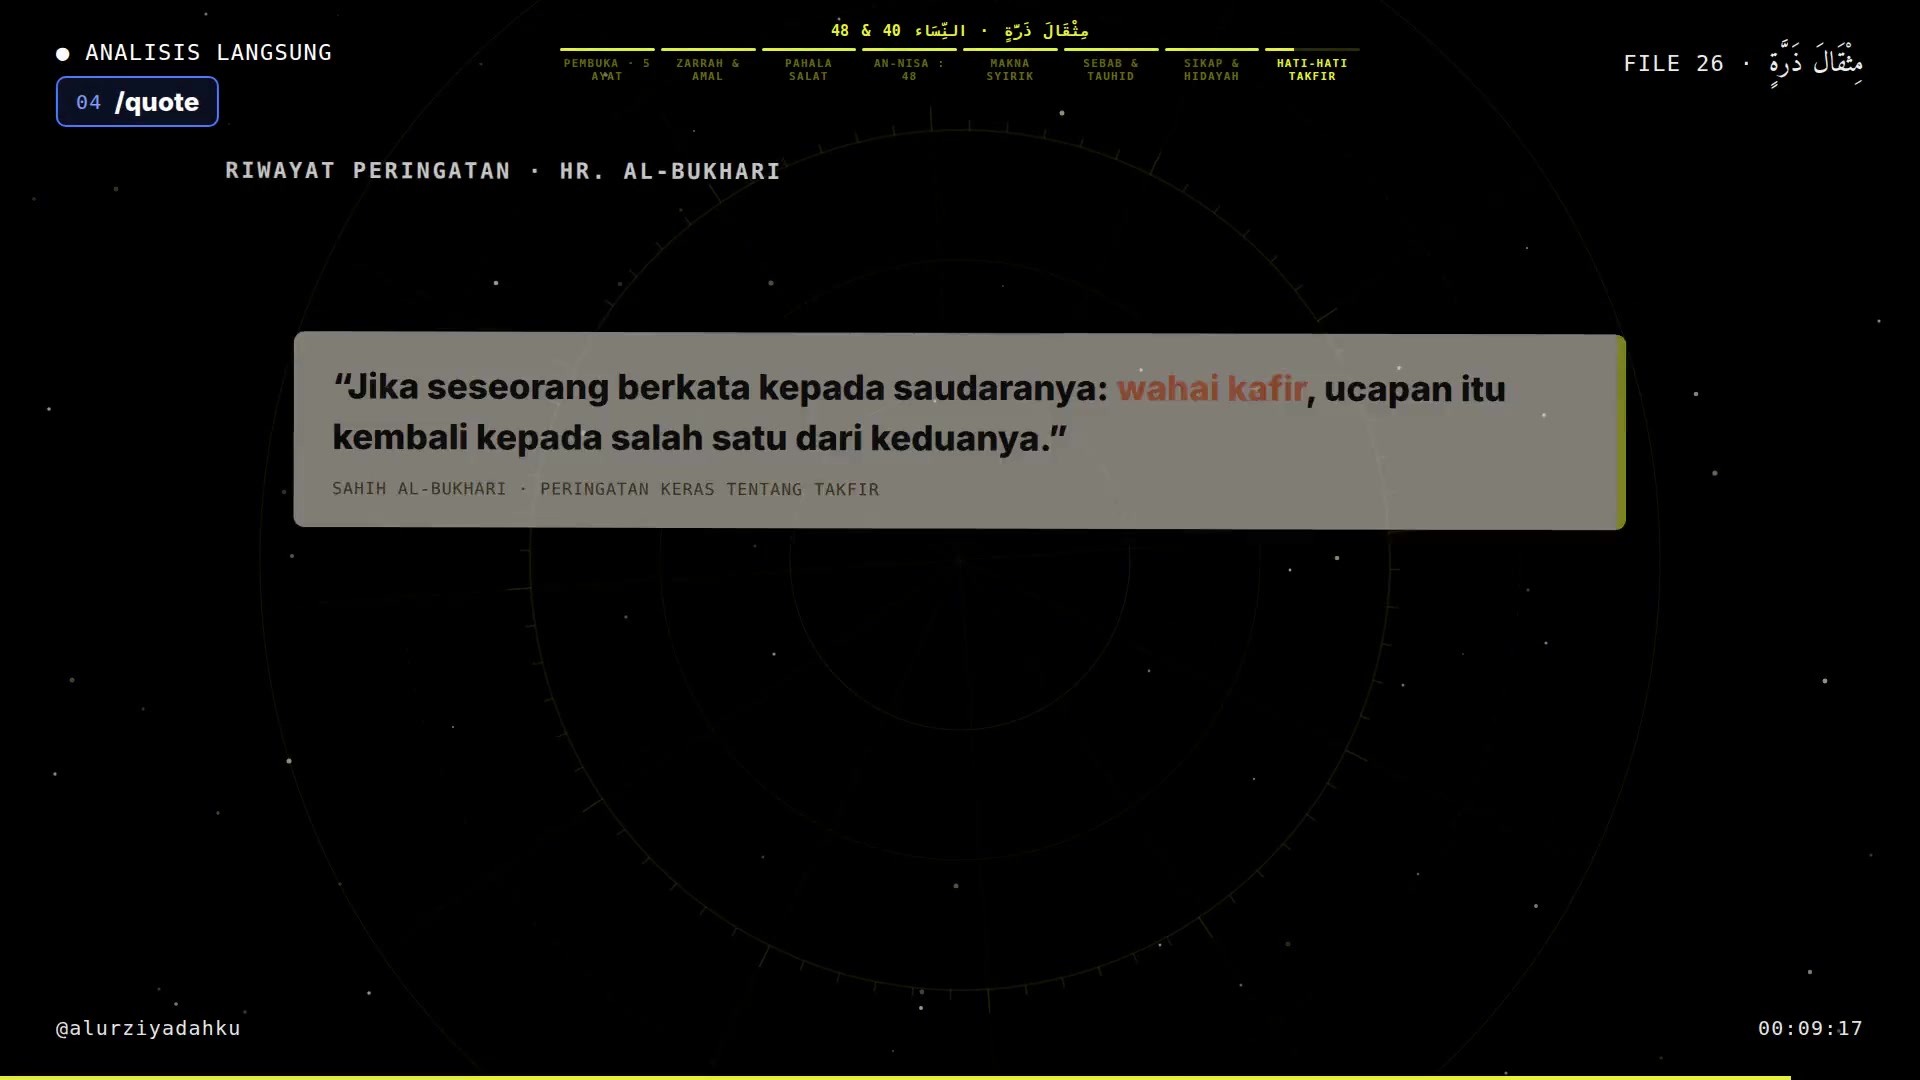 مِثْقَالَ ذَرَّةٍ · النِّسَاء 40 & 48
● ANALISIS LANGSUNG
04 /quote
PEMBUKA · 5 AYAT
ZARRAH & AMAL
PAHALA SALAT
AN-NISA : 48
MAKNA SYIRIK
SEBAB & TAUHID
SIKAP & HIDAYAH
HATI-HATI TAKFIR
FILE 26 · مِثْقَالَ ذَرَّةٍ
RIWAYAT PERINGATAN · HR. AL-BUKHARI
“Jika seseorang berkata kepada saudaranya: wahai kafir, ucapan itu
kembali kepada salah satu dari keduanya.”
SAHIH AL-BUKHARI · PERINGATAN KERAS TENTANG TAKFIR
@alurziyadahku
00:09:17